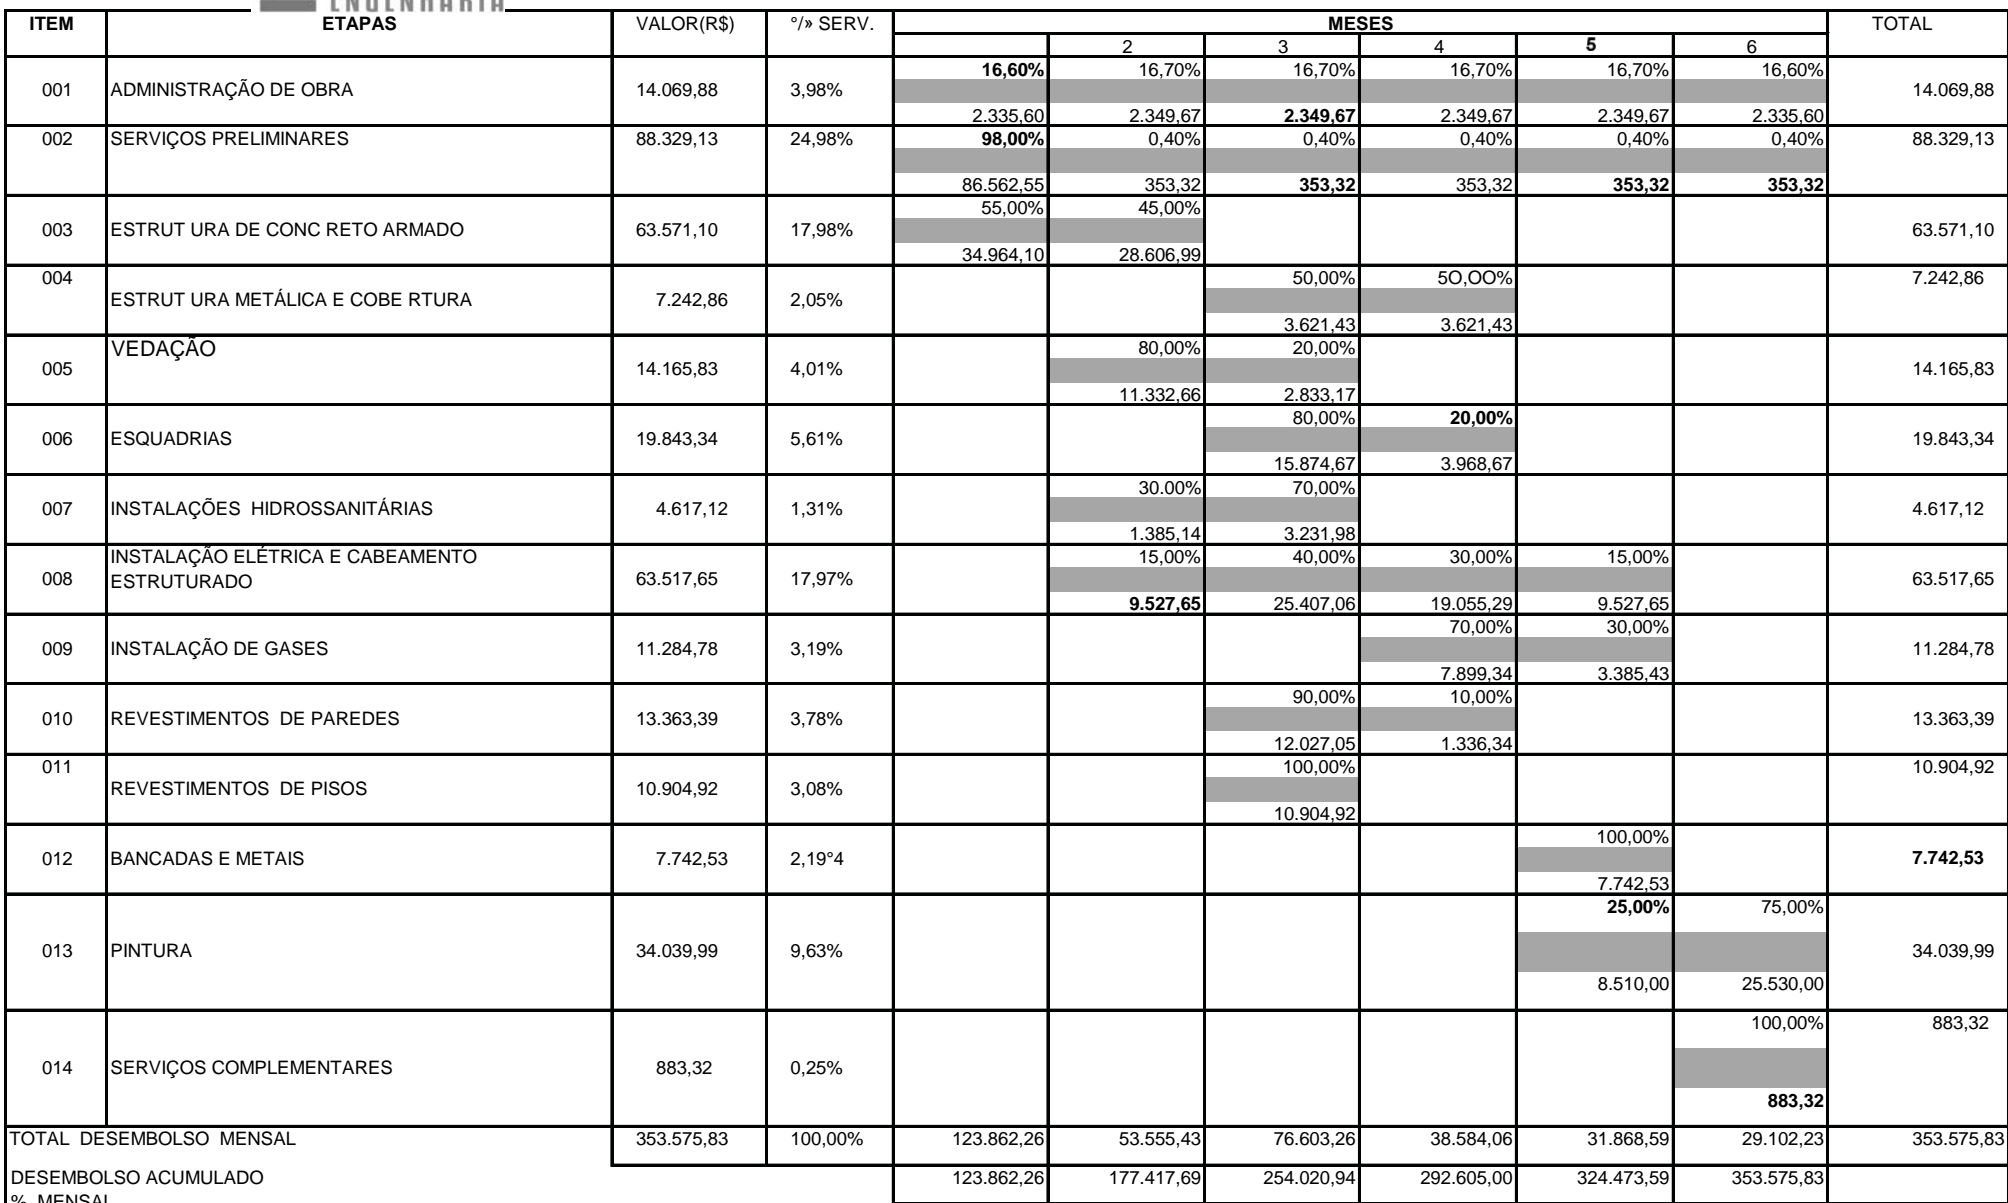 ENGENHARIA
ITEM ETAPAS VALOR(R$) °/» SERV. MESES TOTAL
2 3 4 5 6
16,60% 16,70% 16,70% 16,70% 16,70% 16,60%
001 ADMINISTRAÇÃO DE OBRA 14.069,88 3,98% 14.069,88
2.335,60 2.349,67 2.349,67 2.349,67 2.349,67 2.335,60
002 SERVIÇOS PRELIMINARES 88.329,13 24,98% 98,00% 0,40% 0,40% 0,40% 0,40% 0,40% 88.329,13
86.562,55 353,32 353,32 353,32 353,32 353,32
55,00% 45,00%
003 ESTRUT URA DE CONC RETO ARMADO 63.571,10 17,98% 63.571,10
34.964,10 28.606,99
004 50,00% 5O,OO% 7.242,86
ESTRUT URA METÁLICA E COBE RTURA 7.242,86 2,05%
3.621,43 3.621,43
VEDAÇÃO 80,00% 20,00%
005 14.165,83 4,01% 14.165,83
11.332,66 2.833,17
80,00% 20,00%
006 ESQUADRIAS 19.843,34 5,61% 19.843,34
15.874,67 3.968,67
30.00% 70,00%
007 INSTALAÇÕES HIDROSSANITÁRIAS 4.617,12 1,31% 4.617,12
1.385,14 3.231,98
INSTALAÇÃO ELÉTRICA E CABEAMENTO 15,00% 40,00% 30,00% 15,00%
008 ESTRUTURADO 63.517,65 17,97% 63.517,65
9.527,65 25.407,06 19.055,29 9.527,65
70,00% 30,00%
009 INSTALAÇÃO DE GASES 11.284,78 3,19% 11.284,78
7.899,34 3.385,43
90,00% 10,00%
010 REVESTIMENTOS DE PAREDES 13.363,39 3,78% 13.363,39
12.027,05 1.336,34
011 100,00% 10.904,92
REVESTIMENTOS DE PISOS 10.904,92 3,08%
10.904,92
100,00%
012 BANCADAS E METAIS 7.742,53 2,19°4 7.742,53
7.742,53
25,00% 75,00%
013 PINTURA 34.039,99 9,63% 34.039,99
8.510,00 25.530,00
100,00% 883,32
014 SERVIÇOS COMPLEMENTARES 883,32 0,25%
883,32
TOTAL DESEMBOLSO MENSAL 353.575,83 100,00% 123.862,26 53.555,43 76.603,26 38.584,06 31.868,59 29.102,23 353.575,83
DESEMBOLSO ACUMULADO 123.862,26 177.417,69 254.020,94 292.605,00 324.473,59 353.575,83
% MENSAL